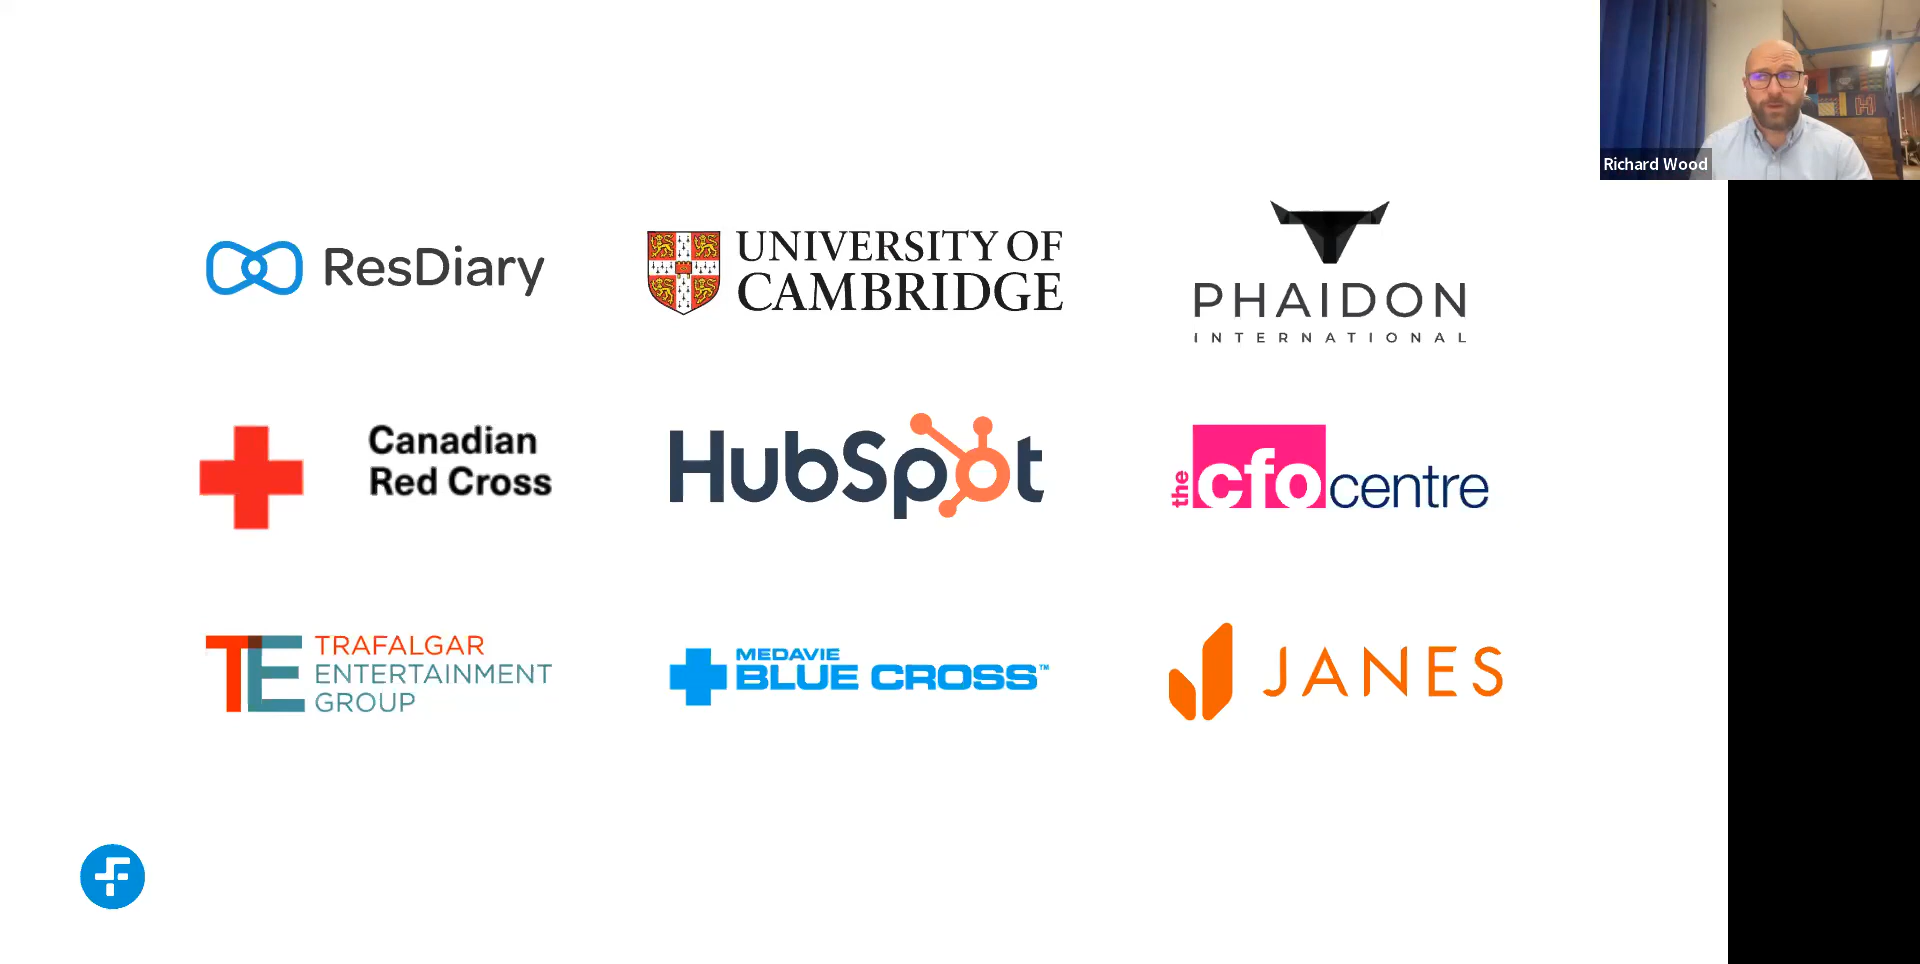 Richard Wood
ResDiary
UNIVERSITY OF
CAMBRIDGE
PHAIDON
INTERNATIONAL
Canadian
Red Cross
HubSpot
the cfo centre
TRAFALGAR
ENTERTAINMENT
GROUP
TE
MEDAVIE
BLUE CROSS™
JANES